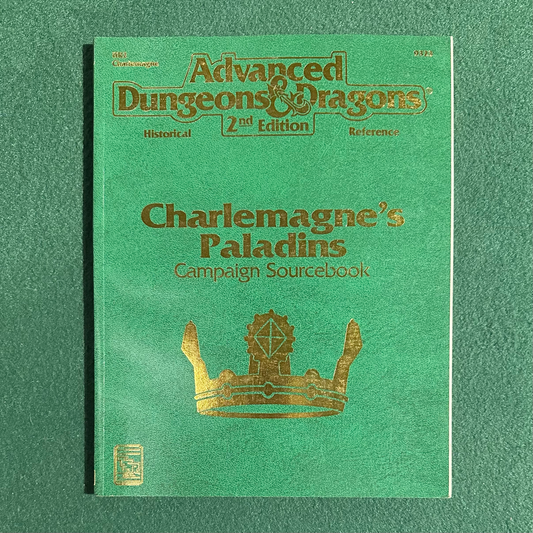 Advanced
Dungeons & Dragons
2nd Edition
Historical Reference
Charlemagne's
Paladins
Campaign Sourcebook